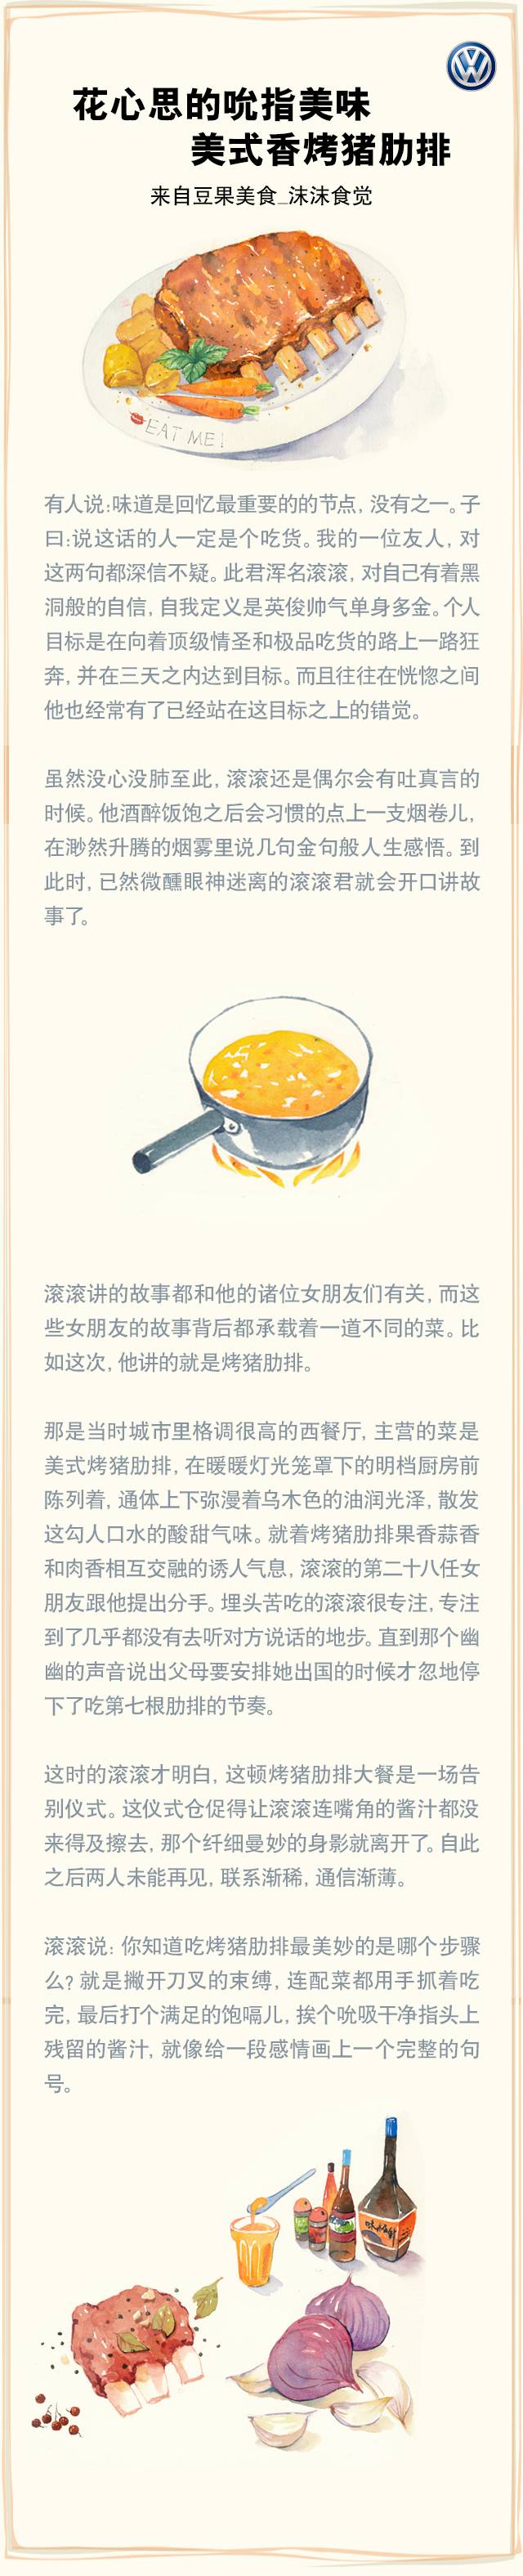 花心思的吮指美味
美式香烤猪肋排
来自豆果美食_沫沫食觉
EAT ME!
有人说:味道是回忆最重要的的节点, 没有之一。子
曰:说这话的人一定是个吃货。我的一位友人, 对
这两句都深信不疑。此君浑名滚滚, 对自己有着黑
洞般的自信, 自我定义是英俊帅气单身多金。个人
目标是在向着顶级情圣和极品吃货的路上一路狂
奔, 并在三天之内达到目标。而且往往在恍惚之间
他也经常有了已经站在这目标之上的错觉。
虽然没心没肺至此, 滚滚还是偶尔会有吐真言的
时候。他酒醉饭饱之后会习惯的点上一支烟卷儿,
在渺然升腾的烟雾里说几句金句般人生感悟。到
此时, 已然微醺眼神迷离的滚滚君就会开口讲故
事了。
滚滚讲的故事都和他的诸位女朋友们有关, 而这
些女朋友的故事背后都承载着一道不同的菜。比
如这次, 他讲的就是烤猪肋排。
那是当时城市里格调很高的西餐厅, 主营的菜是
美式烤猪肋排, 在暖暖灯光笼罩下的明档厨房前
陈列着, 通体上下弥漫着乌木色的油润光泽, 散发
这勾人口水的酸甜气味。就着烤猪肋排果香蒜香
和肉香相互交融的诱人气息, 滚滚的第二十八任女
朋友跟他提出分手。埋头苦吃的滚滚很专注, 专注
到了几乎都没有去听对方说话的地步。直到那个幽
幽的声音说出父母要安排她出国的时候才忽地停
下了吃第七根肋排的节奏。
这时的滚滚才明白, 这顿烤猪肋排大餐是一场告
别仪式。这仪式仓促得让滚滚连嘴角的酱汁都没
来得及擦去, 那个纤细曼妙的身影就离开了。自此
之后两人未能再见, 联系渐稀, 通信渐薄。
滚滚说: 你知道吃烤猪肋排最美妙的是哪个步骤
么? 就是撇开刀叉的束缚, 连配菜都用手抓着吃
完, 最后打个满足的饱嗝儿, 挨个吮吸干净指头上
残留的酱汁, 就像给一段感情画上一个完整的句
号。